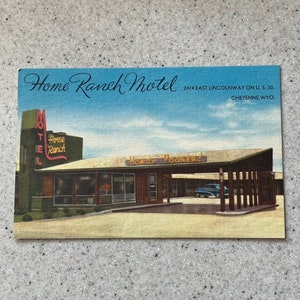 Home Ranch Motel
2414 EAST LINCOLNWAY ON U.S. 30.
CHEYENNE, WYO.
MOTEL
Home
Ranch